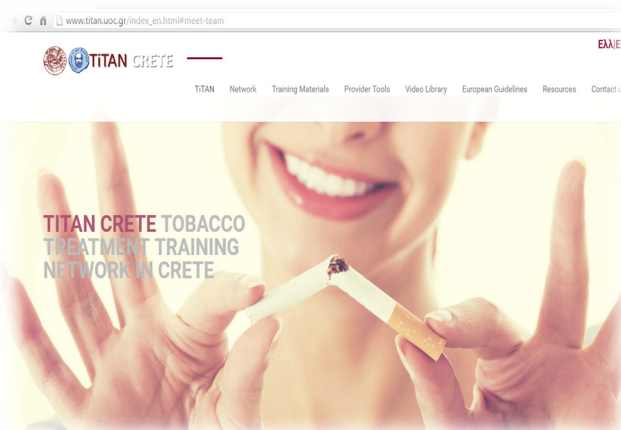 www.titan.uoc.gr/index_en.html#meet-team
Ελλ|E
TiTAN CRETE
TiTAN Network Training Materials Provider Tools Video Library European Guidelines Resources Contact u
TITAN CRETE TOBACCO
TREATMENT TRAINING
NETWORK IN CRETE